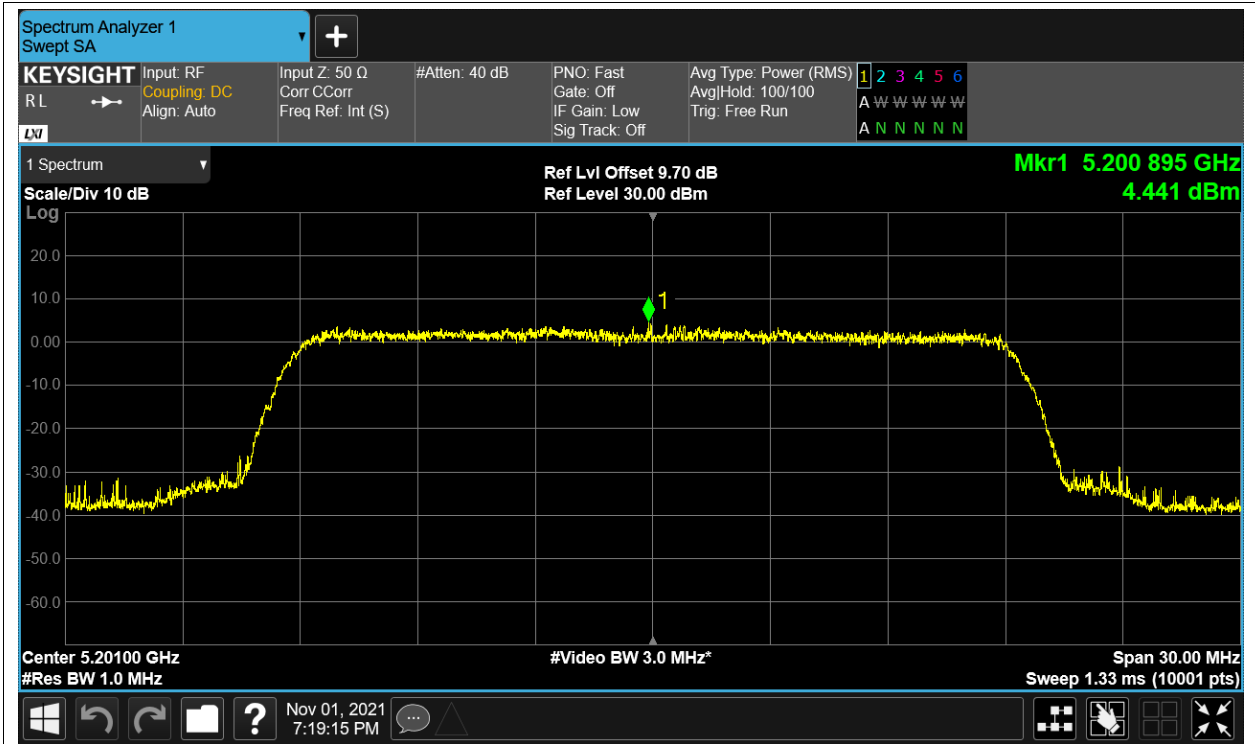 Spectrum Analyzer 1
Swept SA
KEYSIGHT
R L
LXI
Input: RF
Coupling: DC
Align: Auto
Input Z: 50 Ω
Corr CCorr
Freq Ref: Int (S)
#Atten: 40 dB
PNO: Fast
Gate: Off
IF Gain: Low
Sig Track: Off
Avg Type: Power (RMS)
Avg|Hold: 100/100
Trig: Free Run
1 2 3 4 5 6
A W W W W W
A N N N N N
1 Spectrum
Scale/Div 10 dB
Log
Ref Lvl Offset 9.70 dB
Ref Level 30.00 dBm
Mkr1 5.200 895 GHz
4.441 dBm
20.0
10.0
1
0.00
-10.0
-20.0
-30.0
-40.0
-50.0
-60.0
Center 5.20100 GHz
#Res BW 1.0 MHz
#Video BW 3.0 MHz*
Span 30.00 MHz
Sweep 1.33 ms (10001 pts)
?
Nov 01, 2021
7:19:15 PM